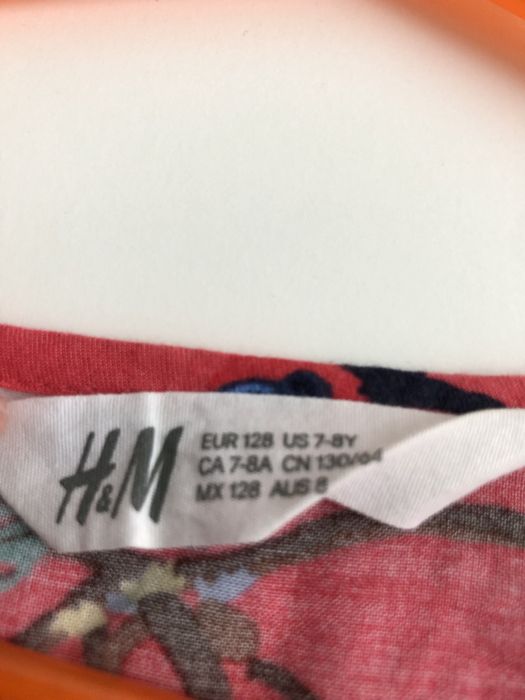 H&M
EUR 128 US 7-8Y
CA 7-8A CN 130/64
MX 128 AUS 8